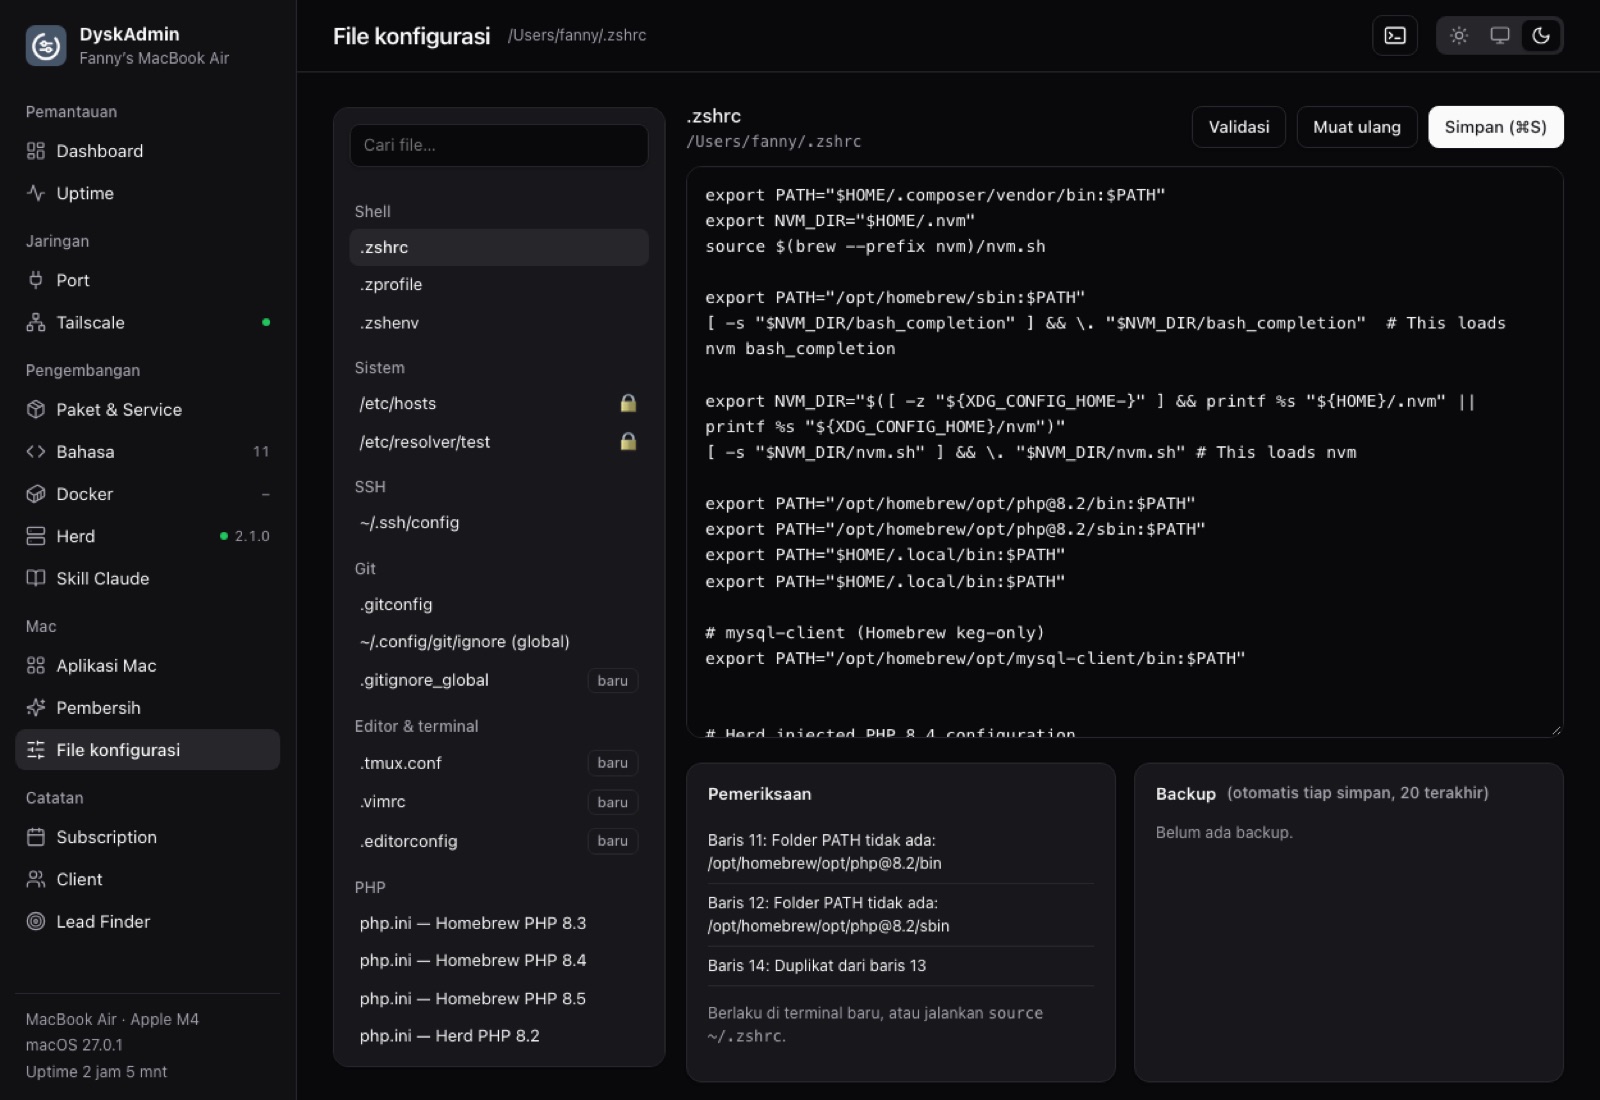 DyskAdmin
Fanny’s MacBook Air
Pemantauan
Dashboard
Uptime
Jaringan
Port
Tailscale
Pengembangan
Paket & Service
Bahasa 11
Docker –
Herd 2.1.0
Skill Claude
Mac
Aplikasi Mac
Pembersih
File konfigurasi
Catatan
Subscription
Client
Lead Finder
MacBook Air · Apple M4
macOS 27.0.1
Uptime 2 jam 5 mnt
File konfigurasi /Users/fanny/.zshrc
Cari file...
Shell
.zshrc
.zprofile
.zshenv
Sistem
/etc/hosts
/etc/resolver/test
SSH
~/.ssh/config
Git
.gitconfig
~/.config/git/ignore (global)
.gitignore_global baru
Editor & terminal
.tmux.conf baru
.vimrc baru
.editorconfig baru
PHP
php.ini — Homebrew PHP 8.3
php.ini — Homebrew PHP 8.4
php.ini — Homebrew PHP 8.5
php.ini — Herd PHP 8.2
.zshrc
/Users/fanny/.zshrc
Validasi
Muat ulang
Simpan (⌘S)
export PATH="$HOME/.composer/vendor/bin:$PATH"
export NVM_DIR="$HOME/.nvm"
source $(brew --prefix nvm)/nvm.sh
export PATH="/opt/homebrew/sbin:$PATH"
[ -s "$NVM_DIR/bash_completion" ] && \. "$NVM_DIR/bash_completion"  # This loads
nvm bash_completion
export NVM_DIR="$([ -z "${XDG_CONFIG_HOME-}" ] && printf %s "${HOME}/.nvm" ||
printf %s "${XDG_CONFIG_HOME}/nvm")"
[ -s "$NVM_DIR/nvm.sh" ] && \. "$NVM_DIR/nvm.sh" # This loads nvm
export PATH="/opt/homebrew/opt/php@8.2/bin:$PATH"
export PATH="/opt/homebrew/opt/php@8.2/sbin:$PATH"
export PATH="$HOME/.local/bin:$PATH"
export PATH="$HOME/.local/bin:$PATH"
# mysql-client (Homebrew keg-only)
export PATH="/opt/homebrew/opt/mysql-client/bin:$PATH"
# Herd injected PHP 8.4 configuration
Pemeriksaan
Baris 11: Folder PATH tidak ada:
/opt/homebrew/opt/php@8.2/bin
Baris 12: Folder PATH tidak ada:
/opt/homebrew/opt/php@8.2/sbin
Baris 14: Duplikat dari baris 13
Berlaku di terminal baru, atau jalankan source
~/.zshrc.
Backup (otomatis tiap simpan, 20 terakhir)
Belum ada backup.